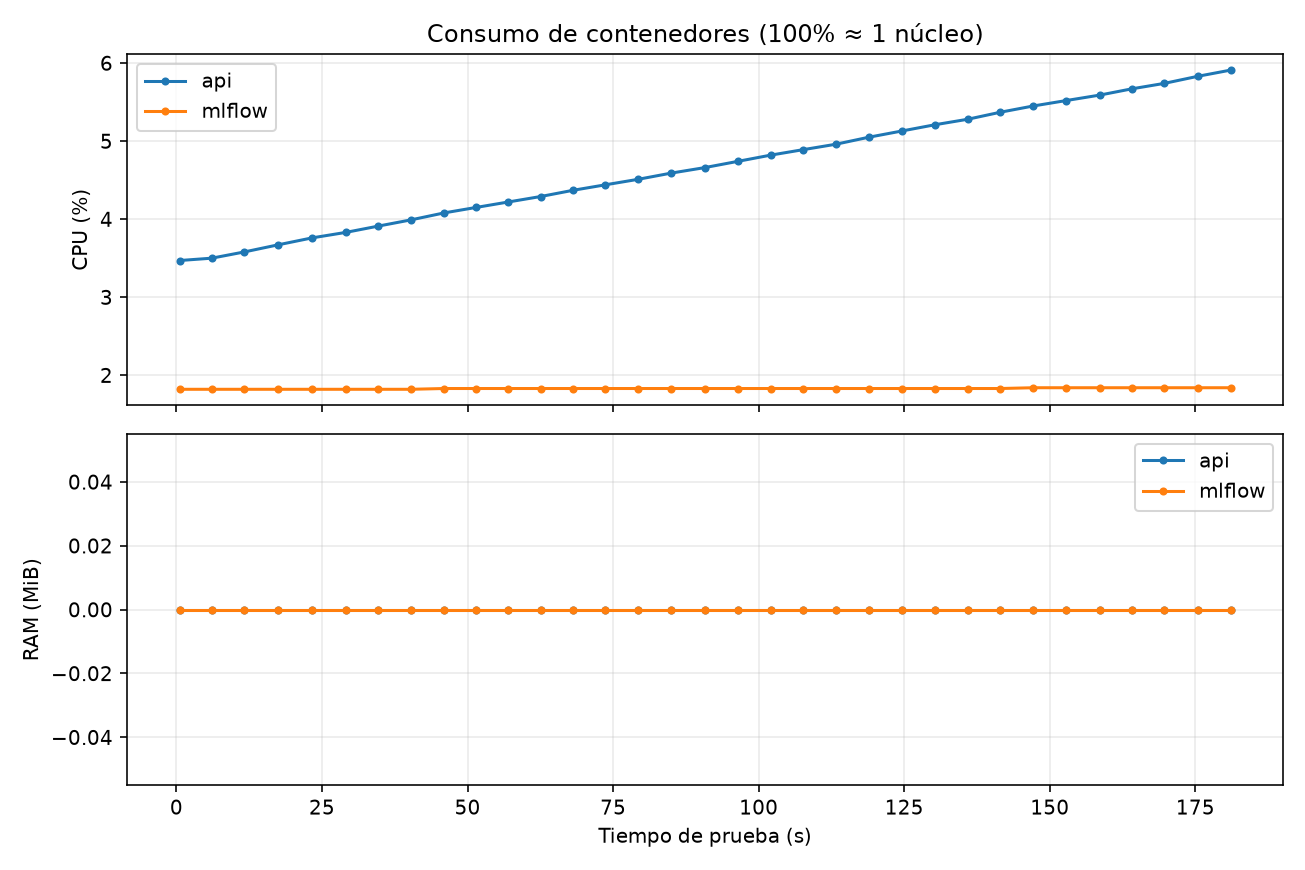 Consumo de contenedores (100% ≈ 1 núcleo)
api
mlflow
CPU (%)
6
5
4
3
2
api
mlflow
RAM (MiB)
0.04
0.02
0.00
−0.02
−0.04
0 25 50 75 100 125 150 175
Tiempo de prueba (s)